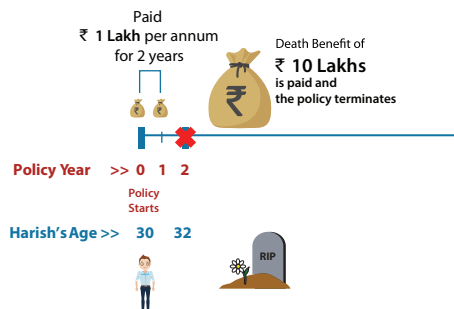 Paid
₹ 1 Lakh per annum
for 2 years
Death Benefit of
₹ 10 Lakhs
is paid and
the policy terminates
₹ ₹
₹
Policy Year >> 0 1 2
Policy
Starts
Harish's Age >> 30 32
RIP